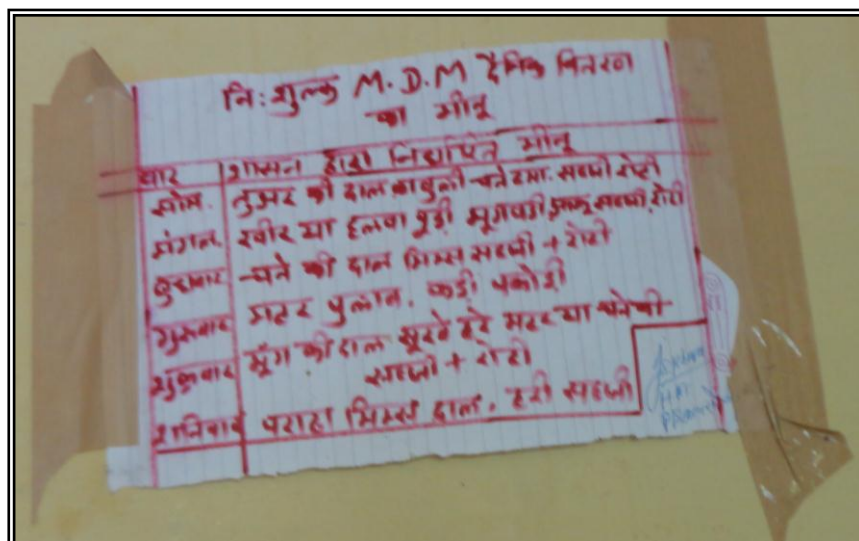 नि:शुल्क M.D.M दैनिक वितरण
का मीनू
वार शासन द्वारा निर्धारित मीनू
सोम. तुअर की दाल काबुली चने टमा. सब्जी रोटी
मंगल. खीर या हलवा पूड़ी मूंगबड़ी आलू सब्जी, रोटी
बुधवार चने की दाल मिक्स सब्जी + रोटी
गुरुवार मटर पुलाव. कढ़ी पकोड़ी
शुक्रवार मूंग की दाल सूखे हरे मटर या चने की
सब्जी + रोटी
शनिवार पराठा मिक्स दाल. हरी सब्जी